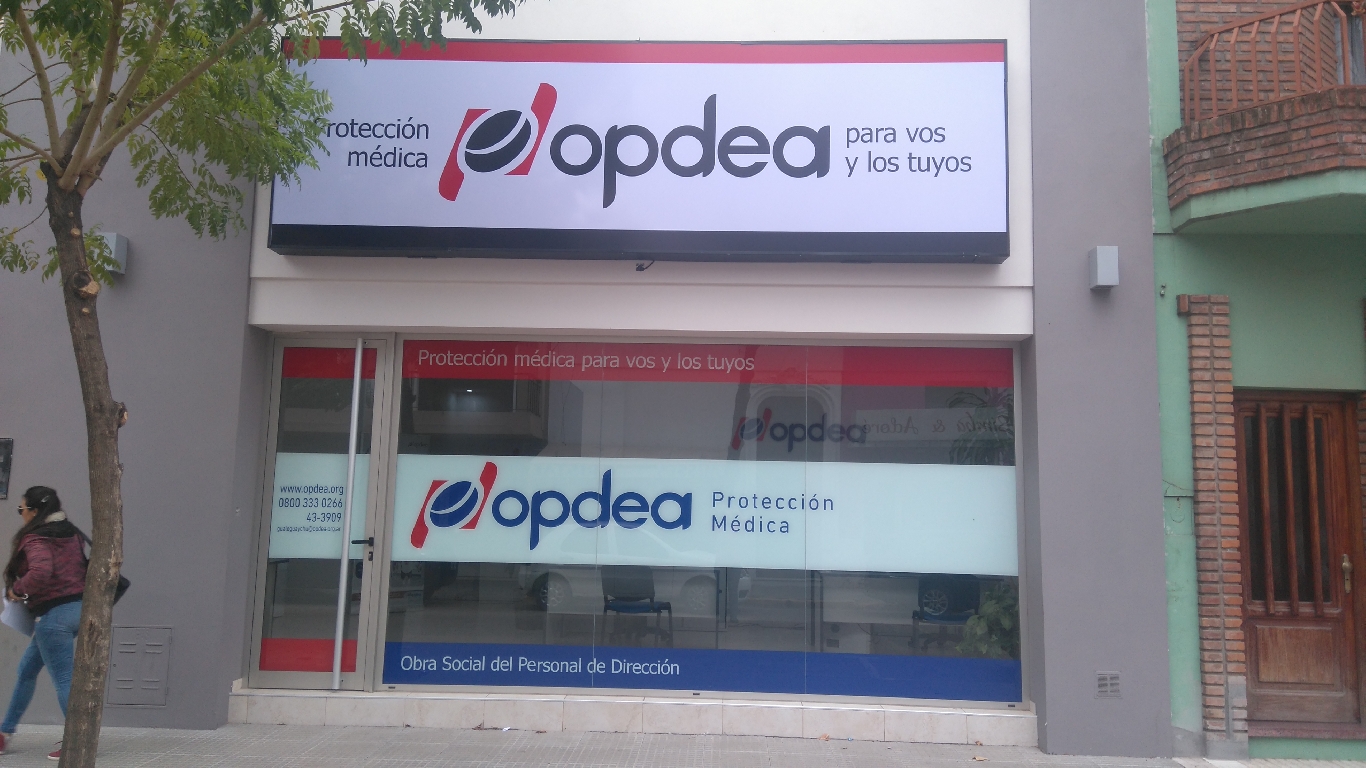 rotección
médica
opdea
para vos
y los tuyos
Protección médica para vos y los tuyos
opdea
www.opdea.org
0800 333 0266
43-3909
opdea
Protección
Médica
Obra Social del Personal de Dirección